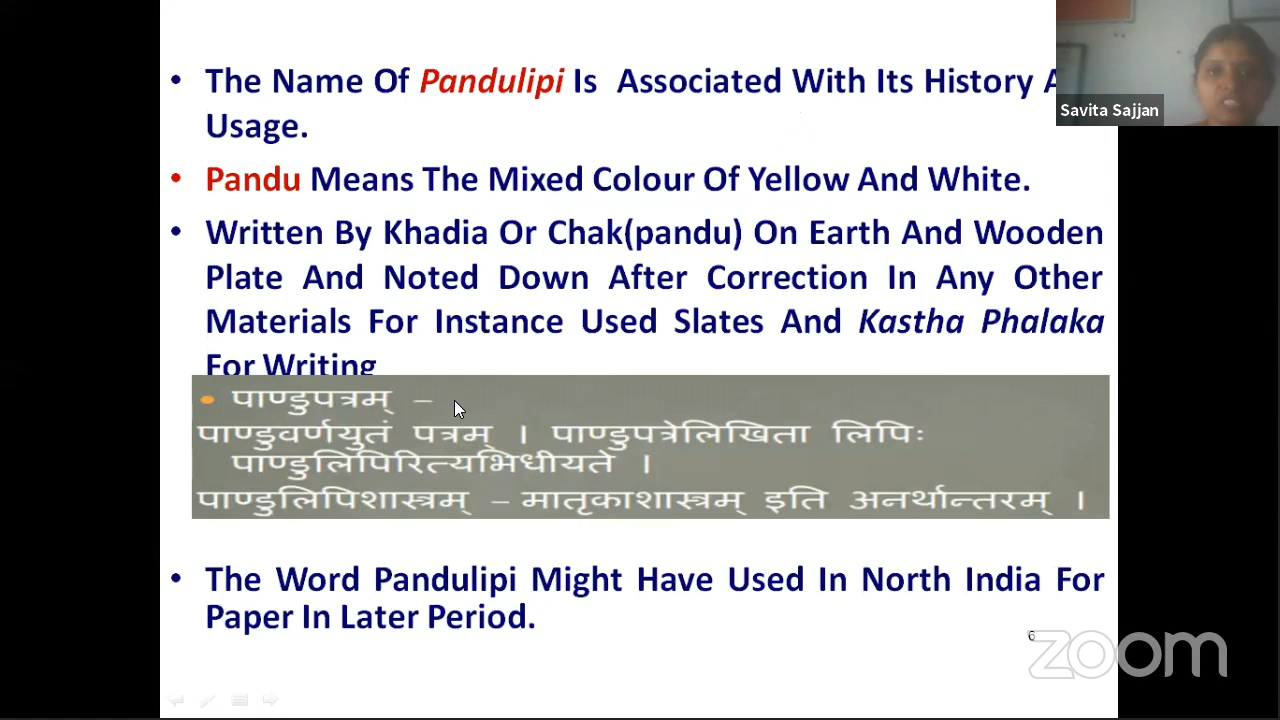 • The Name Of Pandulipi Is Associated With Its History
Usage.
• Pandu Means The Mixed Colour Of Yellow And White.
• Written By Khadia Or Chak(pandu) On Earth And Wooden
Plate And Noted Down After Correction In Any Other
Materials For Instance Used Slates And Kastha Phalaka
For Writing
• पाण्डुपत्रम् –
पाण्डुवर्णयुतं पत्रम् । पाण्डुपत्रेलिखिता लिपिः
पाण्डुलिपिरित्यभिधीयते ।
पाण्डुलिपिशास्त्रम् – मातृकाशास्त्रम् इति अनर्थान्तरम् ।
• The Word Pandulipi Might Have Used In North India For
Paper In Later Period.
6
Savita Sajjan
zoom